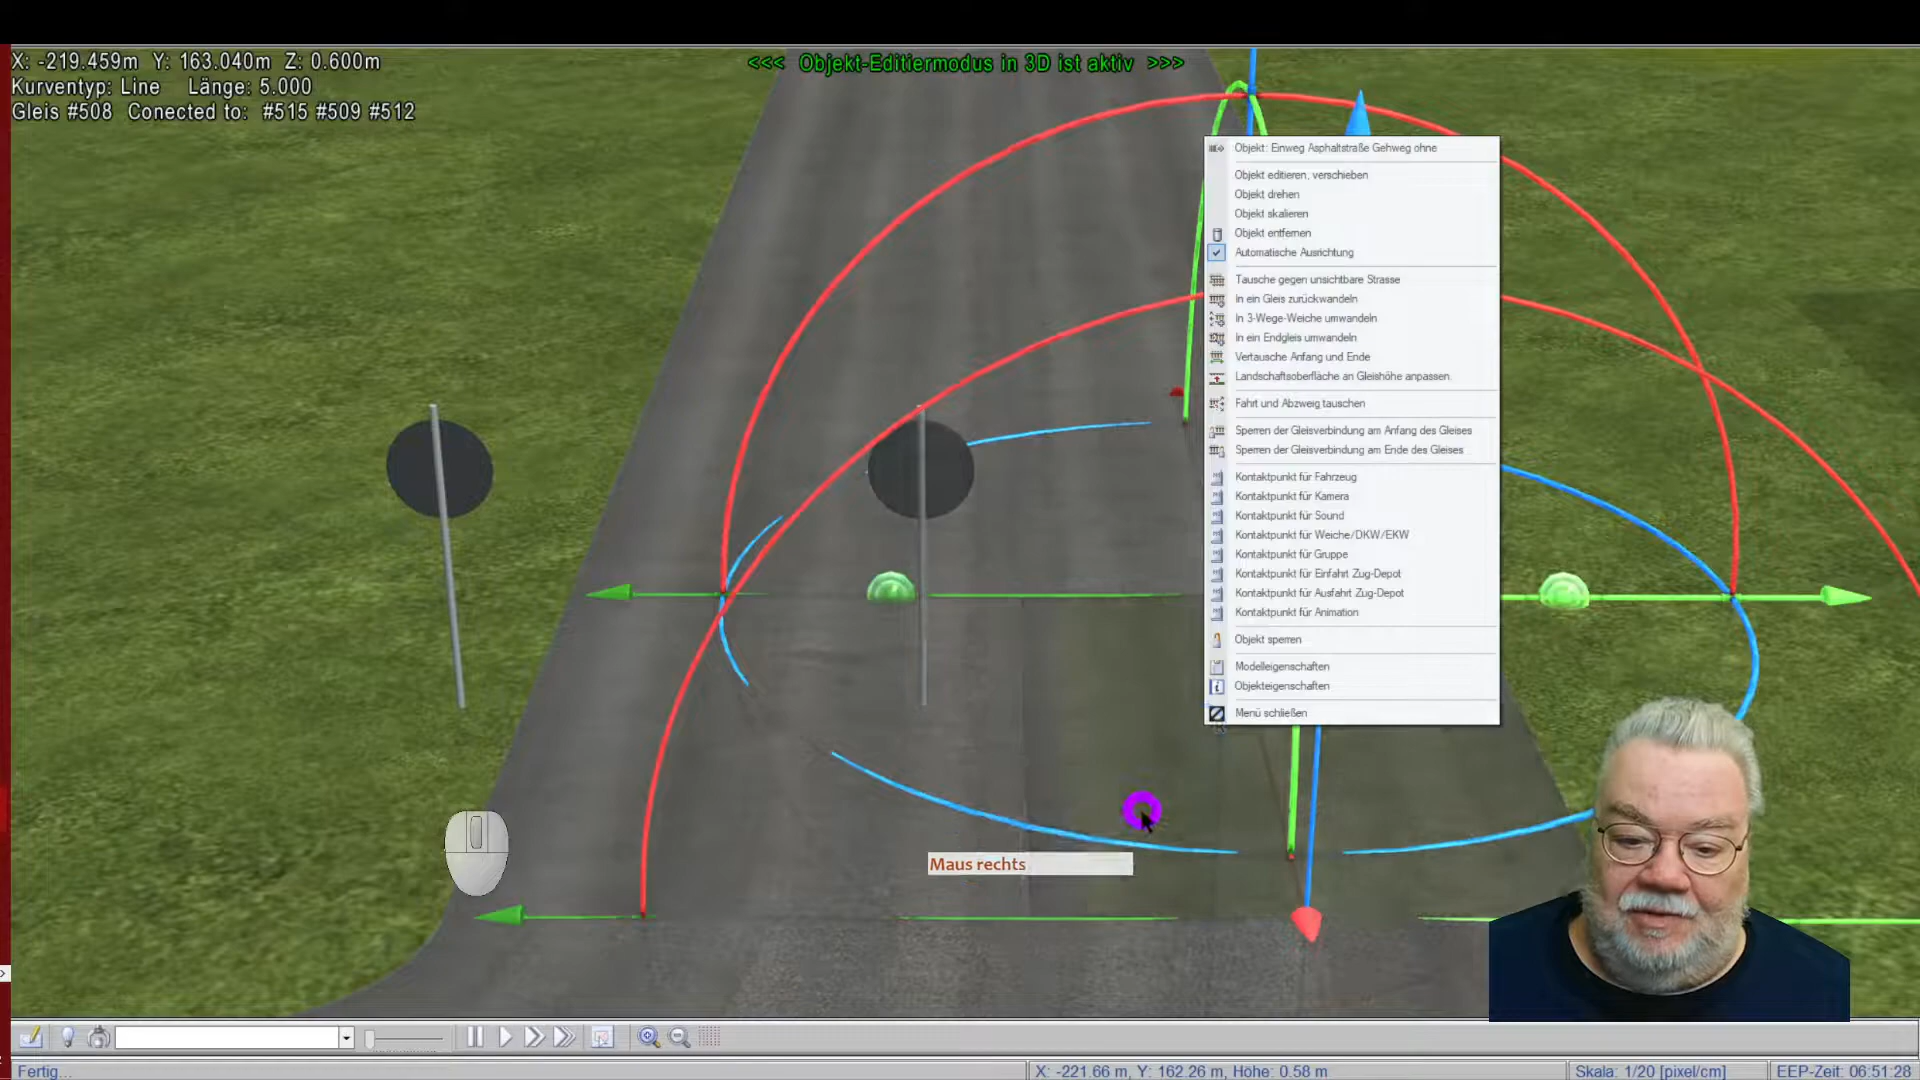 X: -219.459m Y: 163.040m Z: 0.600m
Kurventyp: Line Länge: 5.000
Gleis #508 Conected to: #515 #509 #512
<<< Objekt-Editiermodus in 3D ist aktiv >>>
Objekt: Einweg Asphaltstraße Gehweg ohne
Objekt editieren, verschieben
Objekt drehen
Objekt skalieren
Objekt entfernen
Automatische Ausrichtung
Tausche gegen unsichtbare Strasse
In ein Gleis zurückwandeln
In 3-Wege-Weiche umwandeln
In ein Endgleis umwandeln
Vertausche Anfang und Ende
Landschaftsoberfläche an Gleishöhe anpassen.
Fahrt und Abzweig tauschen
Sperren der Gleisverbindung am Anfang des Gleises
Sperren der Gleisverbindung am Ende des Gleises
Kontaktpunkt für Fahrzeug
Kontaktpunkt für Kamera
Kontaktpunkt für Sound
Kontaktpunkt für Weiche/DKW/EKW
Kontaktpunkt für Gruppe
Kontaktpunkt für Einfahrt Zug-Depot
Kontaktpunkt für Ausfahrt Zug-Depot
Kontaktpunkt für Animation
Objekt sperren
Modelleigenschaften
Objekteigenschaften
Menü schließen
Maus rechts
Fertig...
X: -221.66 m, Y: 162.26 m, Höhe: 0.58 m
Skala: 1/20 [pixel/cm]
EEP-Zeit: 06:51:28